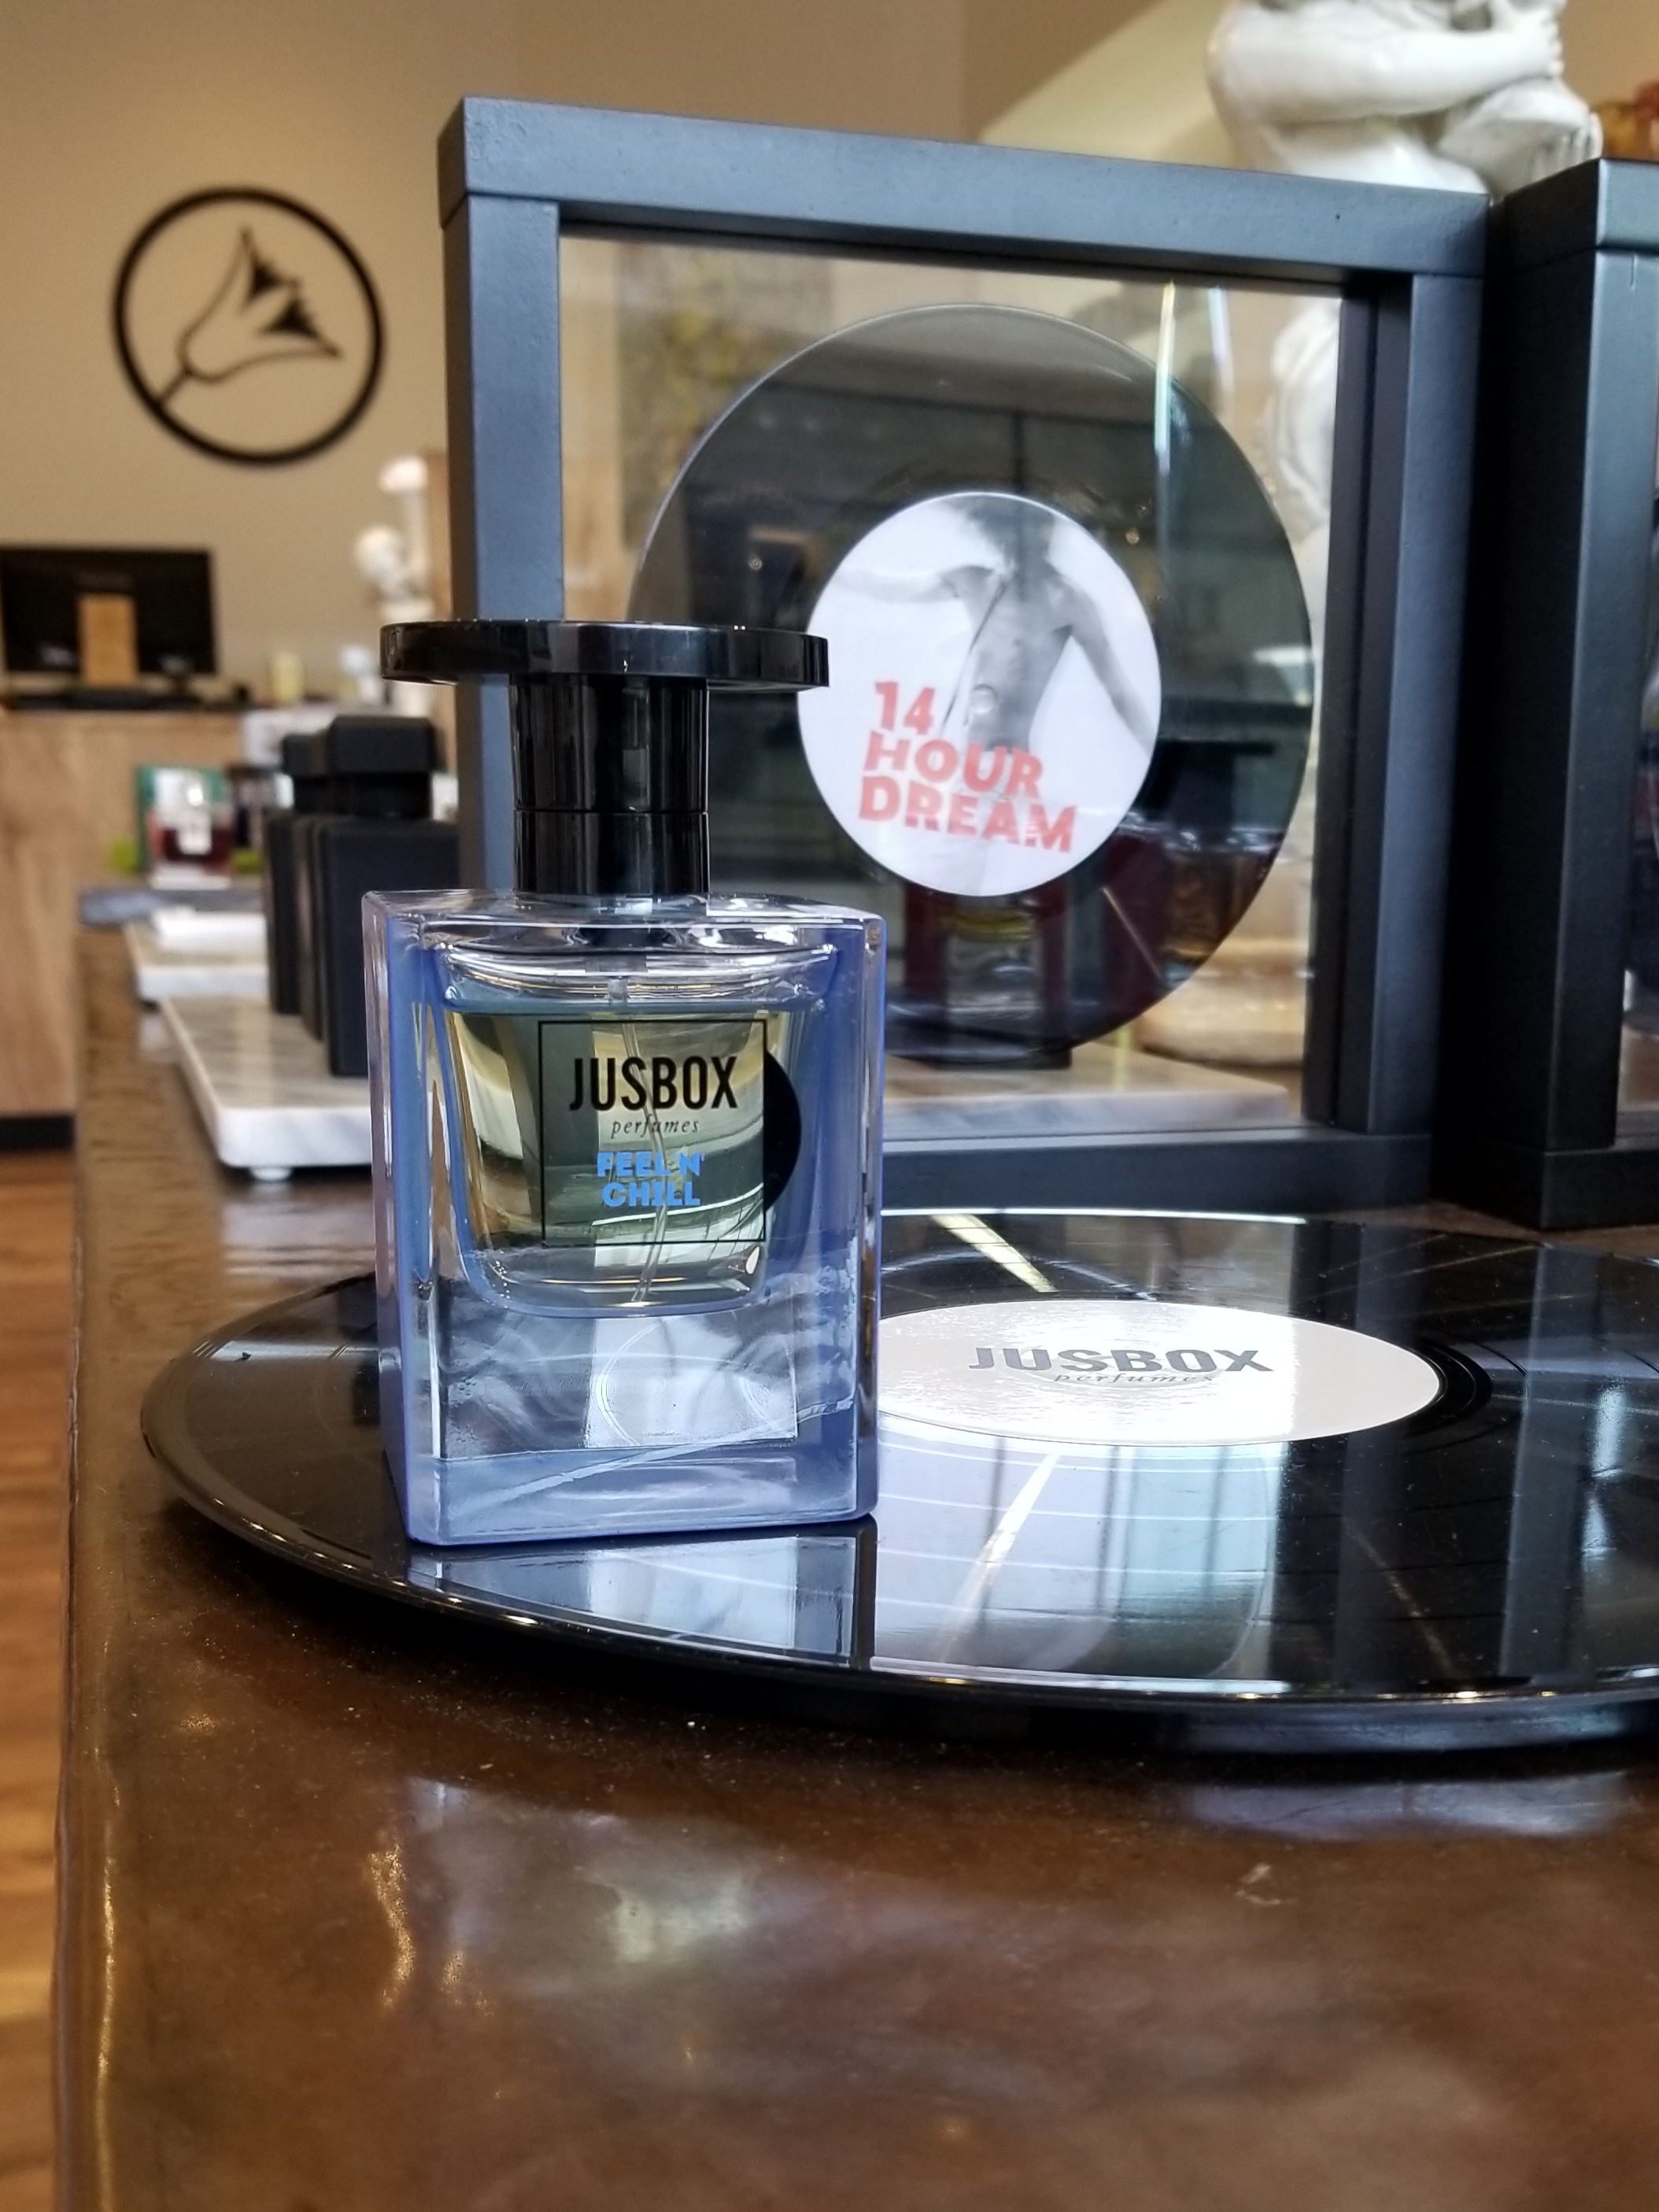 14
HOUR
DREAM
JUSBOX
perfumes
FEEL N'
CHILL
JUSBOX
perfumes